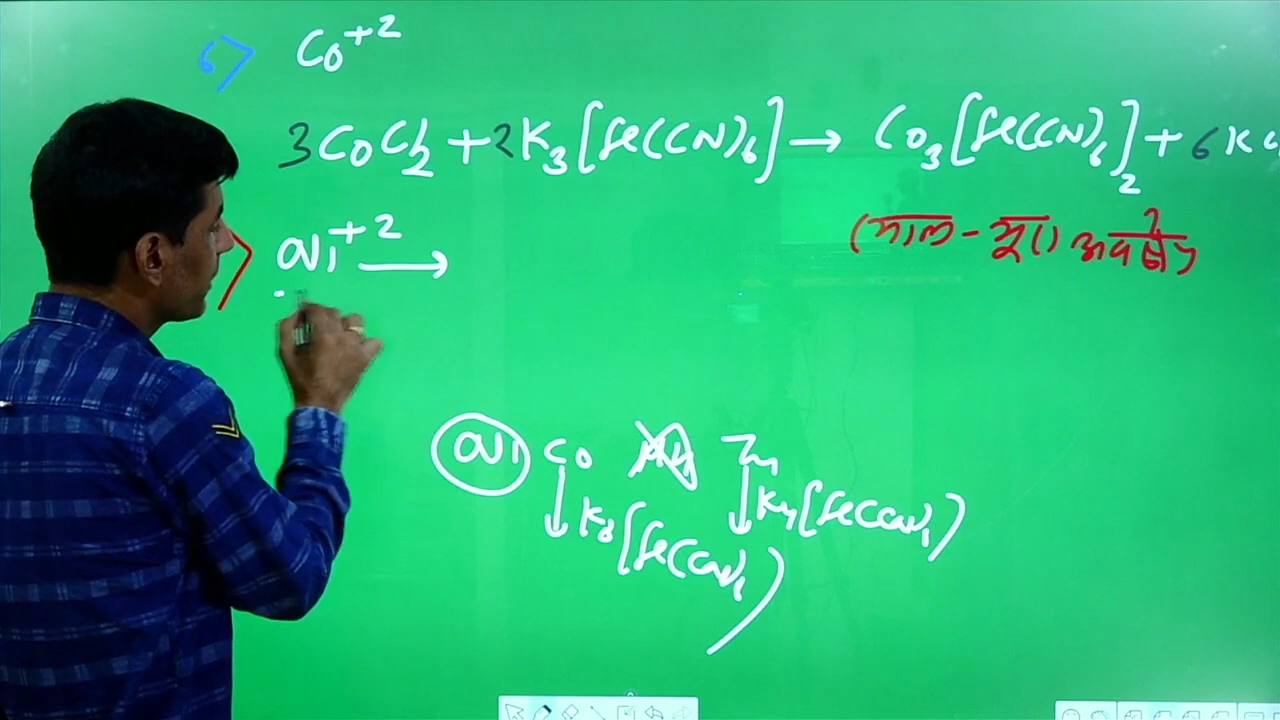 6) Co+2
3CoCl2 + 2K3[Fe(CN)6] → Co3[Fe(CN)6]2 + 6K
(लाल - भूरा अवक्षेप)
Ni+2 →
Ni Co Zn
K3[Fe(CN)6] K4[Fe(CN)6]